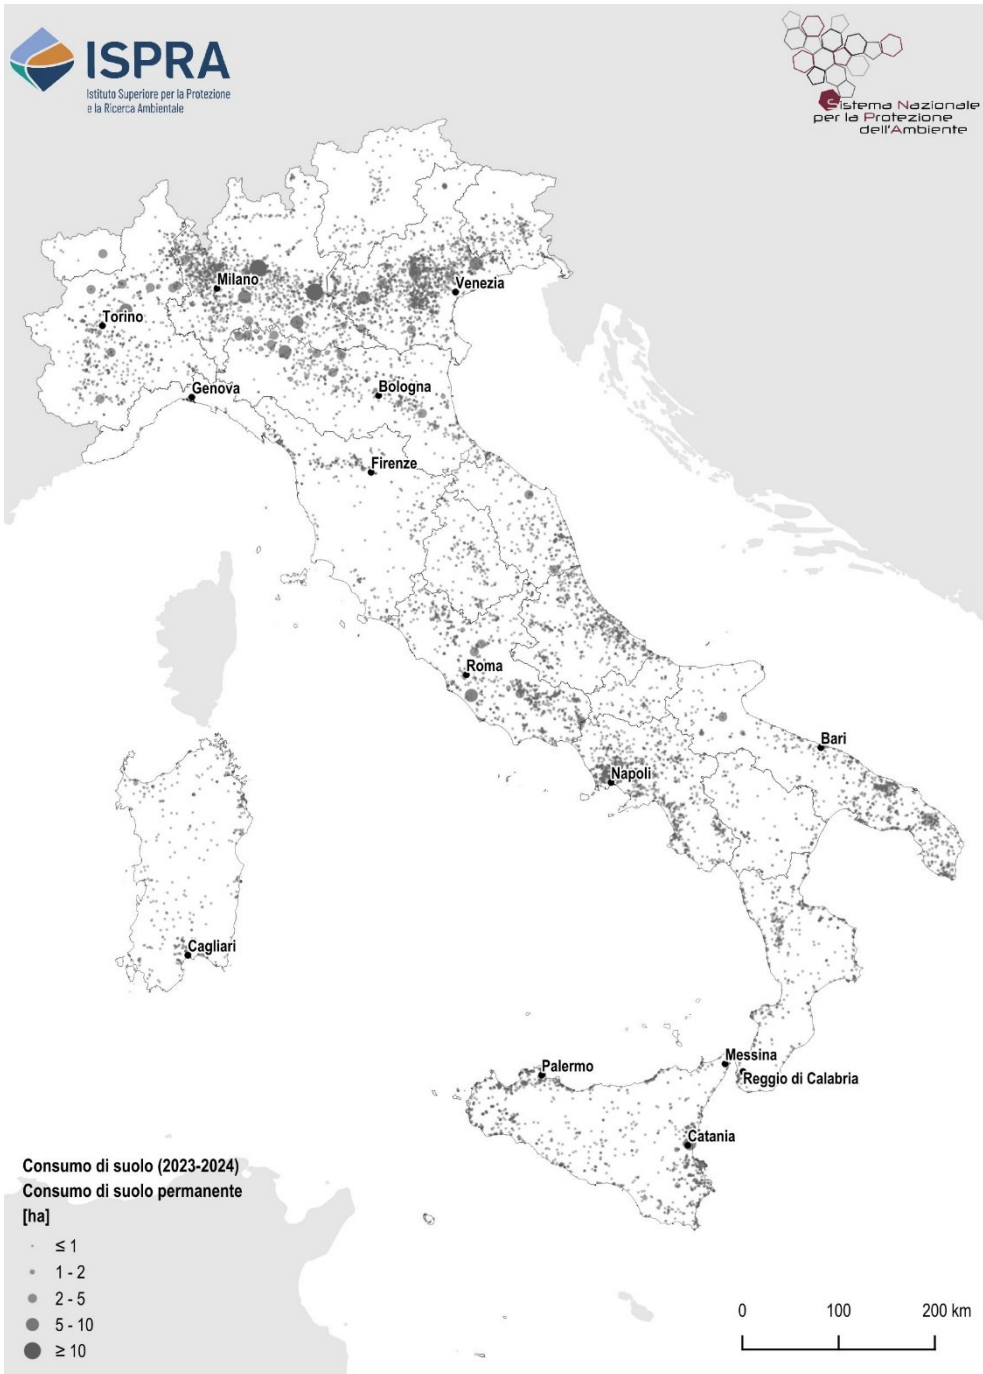 ISPRA
Istituto Superiore per la Protezione
e la Ricerca Ambientale
Sistema Nazionale
per la Protezione
dell'Ambiente
Milano
Venezia
Torino
Genova
Bologna
Firenze
Roma
Bari
Napoli
Cagliari
Messina
Palermo
Reggio di Calabria
Catania
Consumo di suolo (2023-2024)
Consumo di suolo permanente
[ha]
≤ 1
1 - 2
2 - 5
5 - 10
≥ 10
0 100 200 km